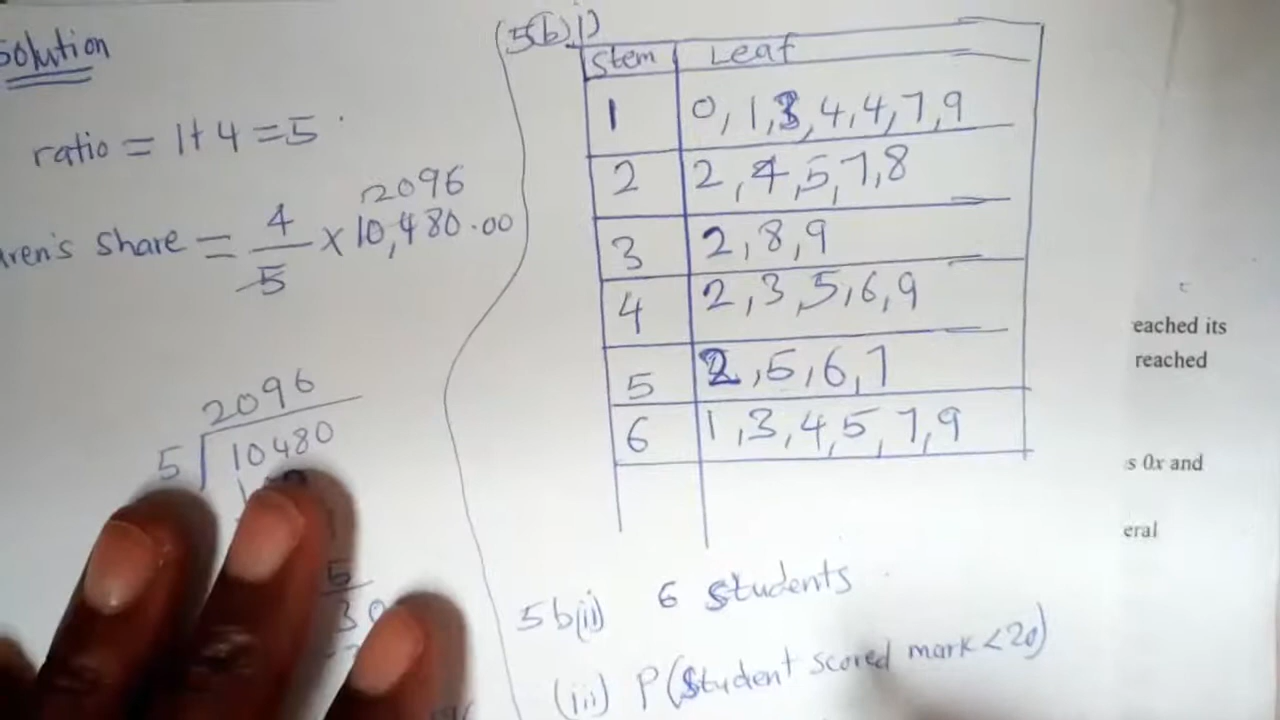 Solution
ratio = 1+4 = 5
2096
Share = 4/5 × 10,480.00
2096
5 10480
5
30
(5(b).i)
Stem Leaf
1 0, 1, 3, 4, 4, 7, 9
2 2, 4, 5, 7, 8
3 2, 8, 9
4 2, 3, 5, 6, 9
5 2, 5, 6, 7
6 1, 3, 4, 5, 7, 9
5b(ii) 6 students
(iii) P(Student scored mark < 20)
eached its
reached
s 0x and
eral